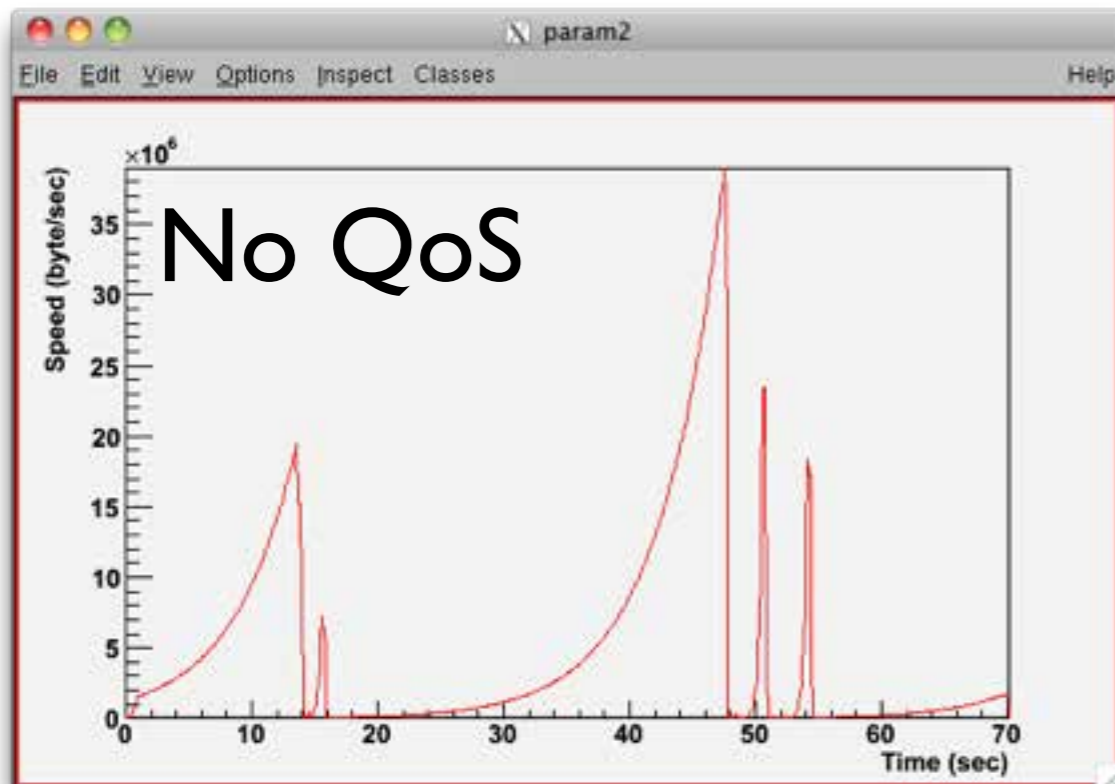 param2
File Edit View Options Inspect Classes Help
×10⁶
Speed (byte/sec)
No QoS
35
30
25
20
15
10
5
0
0 10 20 30 40 50 60 70
Time (sec)